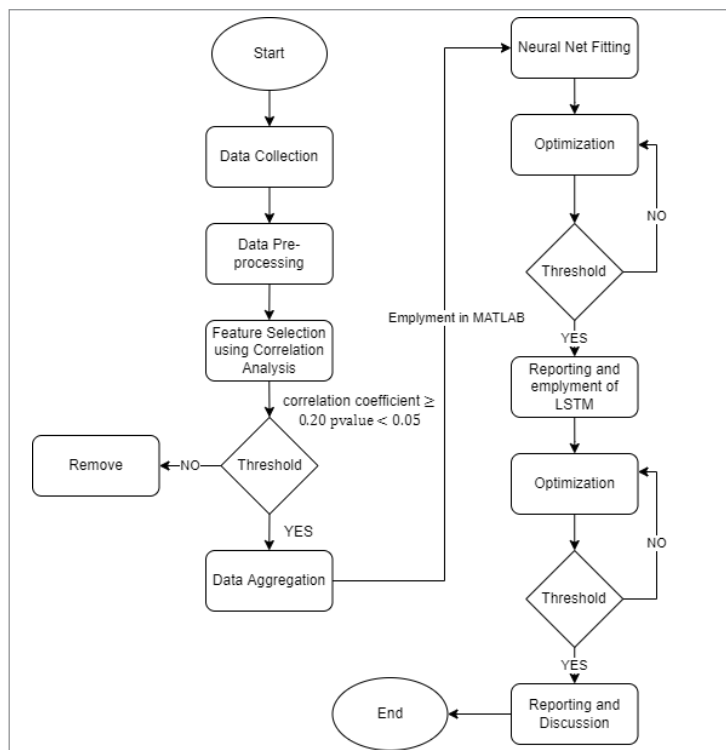 Start
Data Collection
Data Pre-
processing
Feature Selection
using Correlation
Analysis
correlation coefficient ≥
0.20 pvalue < 0.05
Threshold
NO
Remove
YES
Data Aggregation
Emplyment in MATLAB
Neural Net Fitting
Optimization
NO
Threshold
YES
Reporting and
emplyment of
LSTM
Optimization
NO
Threshold
YES
Reporting and
Discussion
End